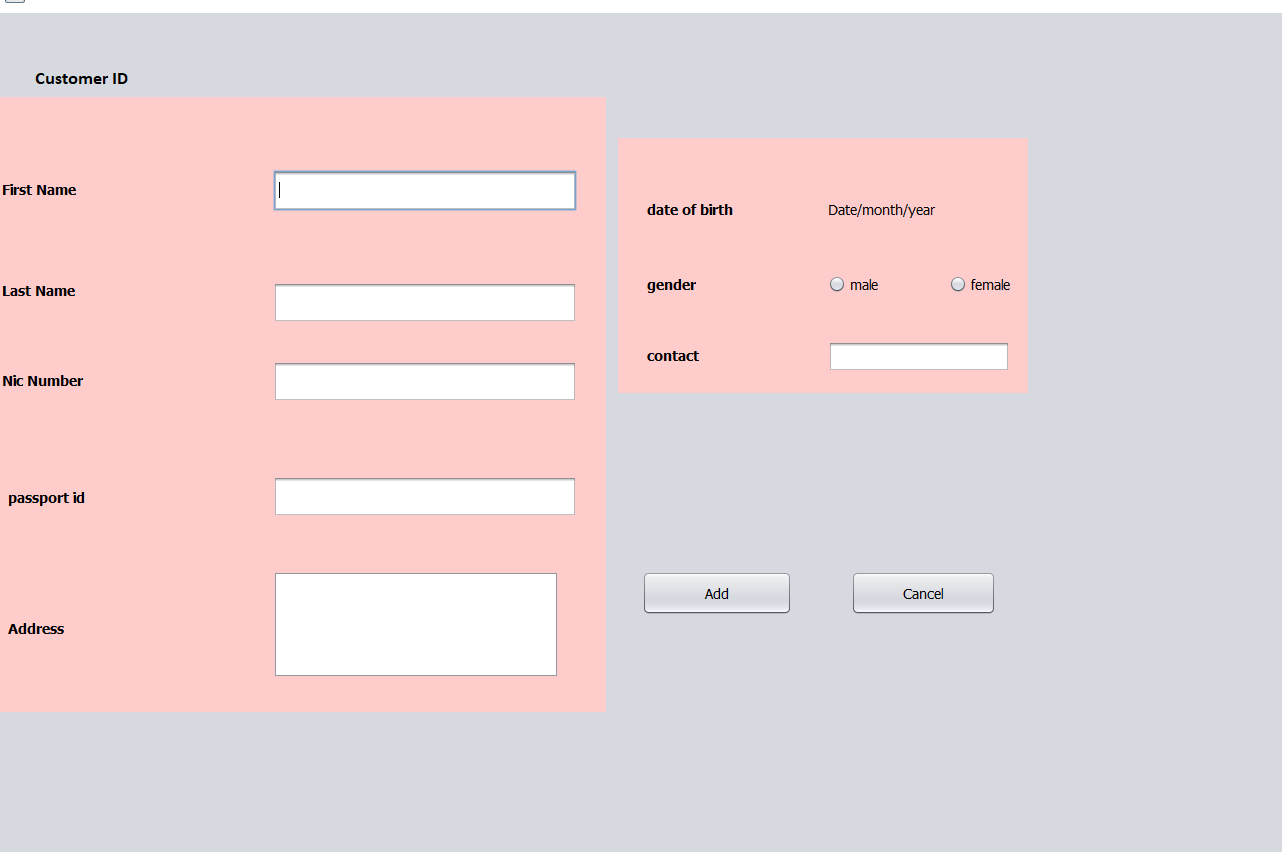 Customer ID
First Name
Last Name
Nic Number
passport id
Address
date of birth Date/month/year
gender male female
contact
Add Cancel